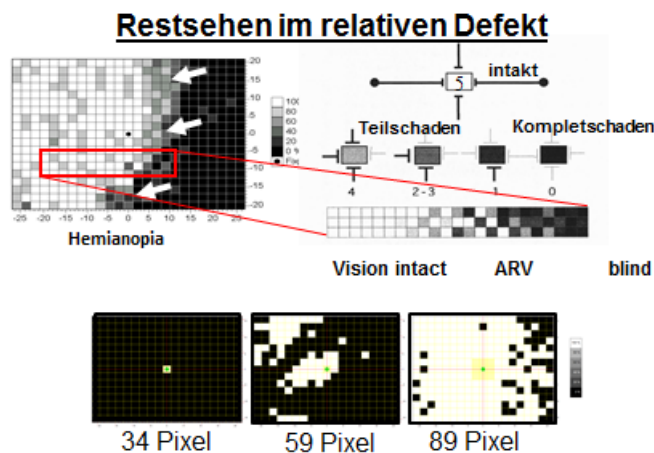 Restsehen im relativen Defekt
-20
-15
-10
-5
0
-5
-10
-15
-20
100
80
60
40
20
0
-25 -20 -15 -10 -5 0 5 10 15 20 25
Hemianopia
5
intakt
Teilschaden
Kompletschaden
4
2 - 3
1
0
Vision intact
ARV
blind
34 Pixel
59 Pixel
89 Pixel